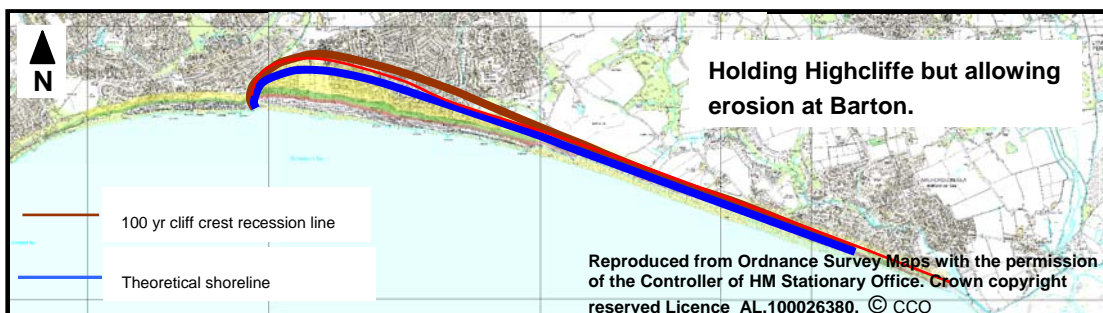 N
Holding Highcliffe but allowing
erosion at Barton.
100 yr cliff crest recession line
Theoretical shoreline
Reproduced from Ordnance Survey Maps with the permission
of the Controller of HM Stationary Office. Crown copyright
reserved Licence AL.100026380. © CCO